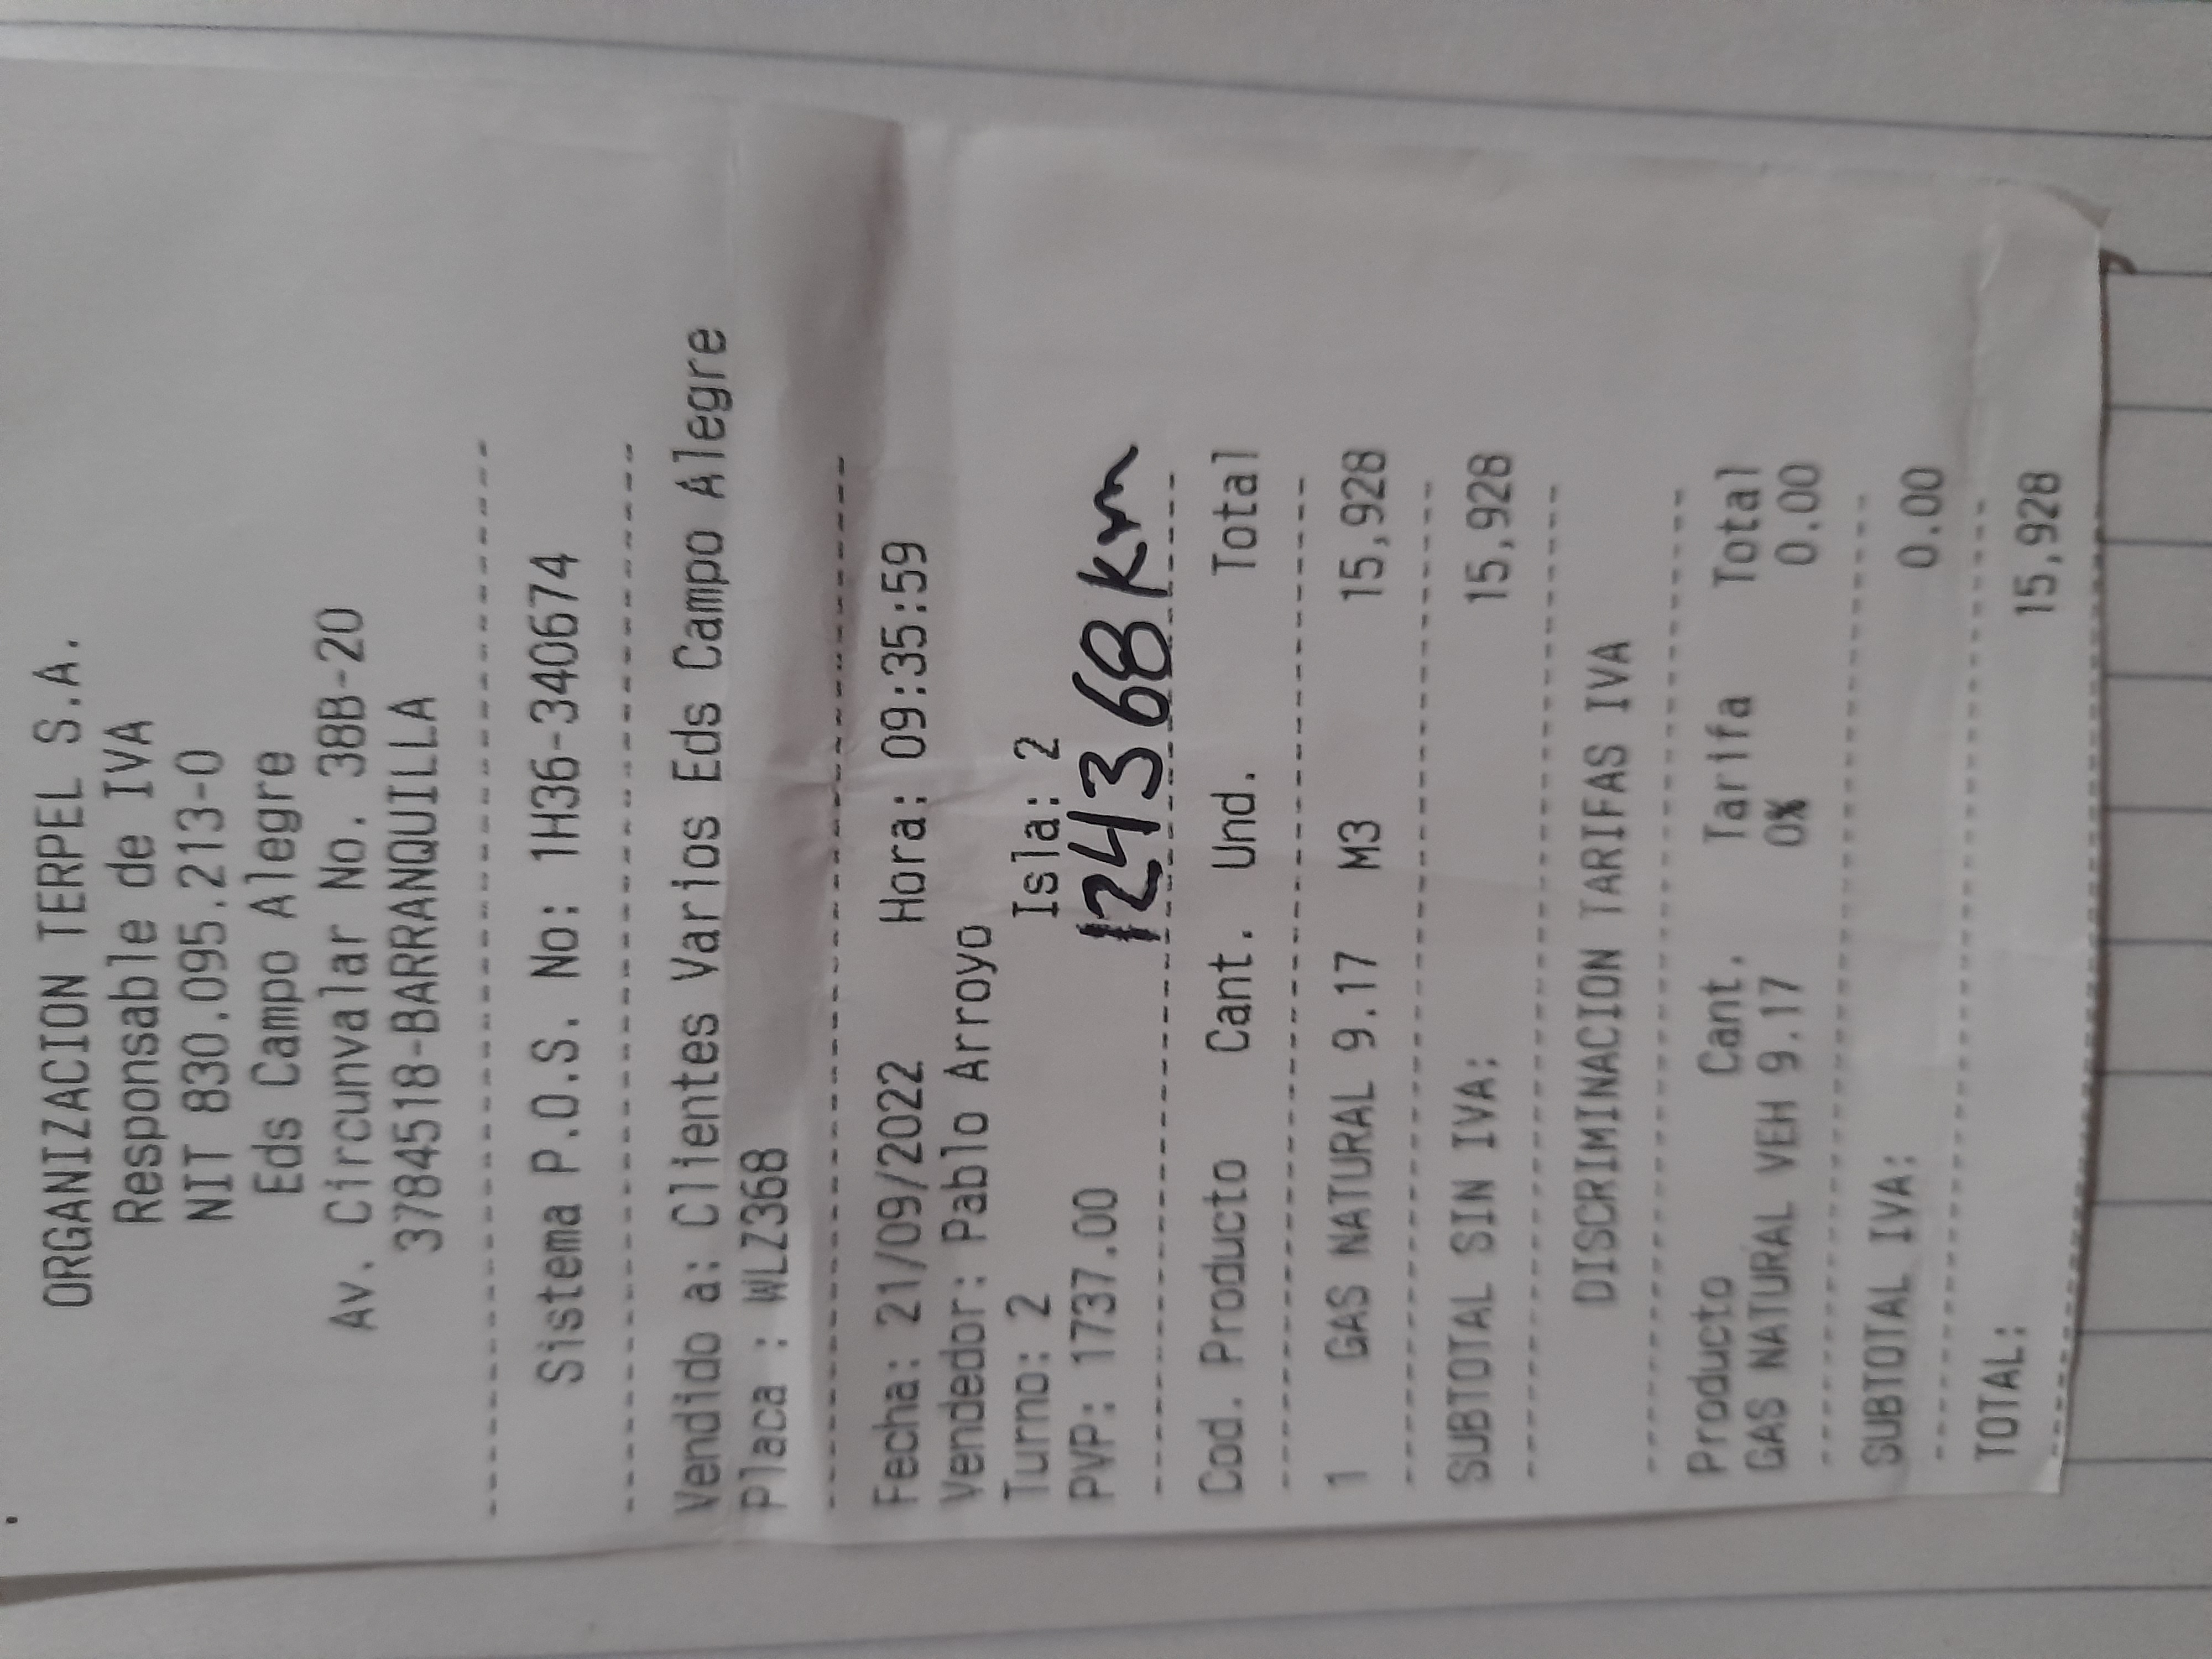 ORGANIZACION TERPEL S.A.
Responsable de IVA
NIT 830.095.213-0
Eds Campo Alegre
Av. Circunvalar No. 38B-20
3784518-BARRANQUILLA
Sistema P.O.S. No: 1H36-340674
Vendido a: Clientes Varios Eds Campo Alegre
Placa : WLZ368
Fecha: 21/09/2022 Hora: 09:35:59
Vendedor: Pablo Arroyo
Turno: 2 Isla: 2
PVP: 1737.00 124368 km
Cod. Producto Cant. Und. Total
1 GAS NATURAL 9.17 M3 15,928
SUBTOTAL SIN IVA: 15,928
DISCRIMINACION TARIFAS IVA
Producto Cant. Tarifa Total
GAS NATURAL VEH 9.17 0% 0.00
SUBTOTAL IVA: 0.00
TOTAL: 15,928